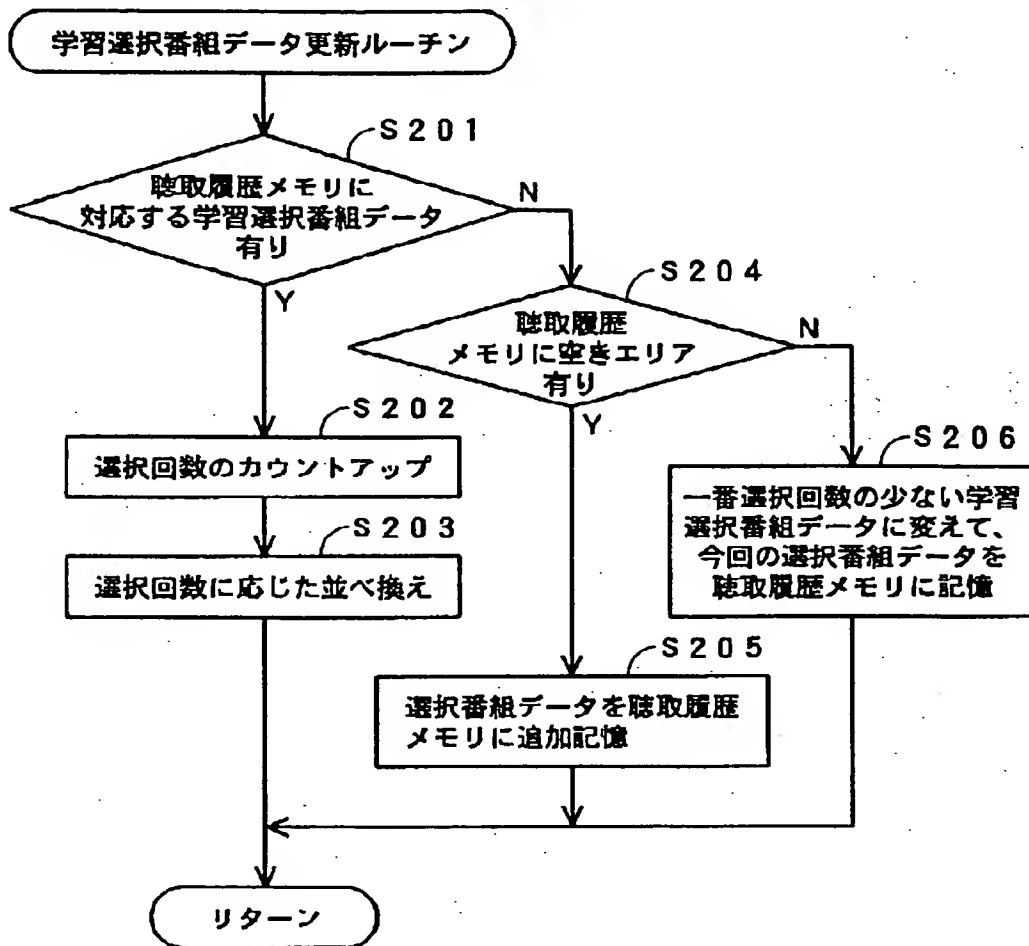 学習選択番組データ更新ルーチン
S201
聴取履歴メモリに
対応する学習選択番組データ
有り
N
Y
S204
聴取履歴
メモリに空きエリア
有り
N
Y
S202
選択回数のカウントアップ
S203
選択回数に応じた並べ換え
S206
一番選択回数の少ない学習
選択番組データに変えて、
今回の選択番組データを
聴取履歴メモリに記憶
S205
選択番組データを聴取履歴
メモリに追加記憶
リターン